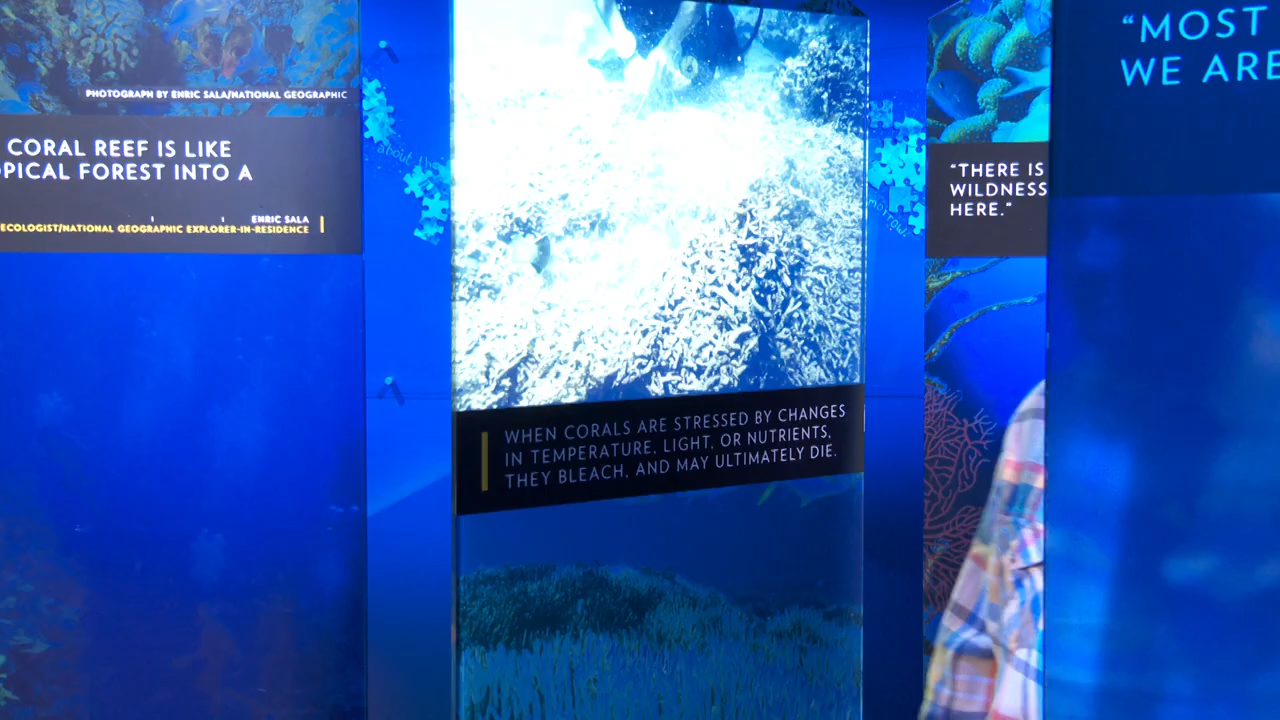 PHOTOGRAPH BY ENRIC SALA/NATIONAL GEOGRAPHIC
CORAL REEF IS LIKE
OPICAL FOREST INTO A
ENRIC SALA
ECOLOGIST/NATIONAL GEOGRAPHIC EXPLORER-IN-RESIDENCE
about the
WHEN CORALS ARE STRESSED BY CHANGES
IN TEMPERATURE, LIGHT, OR NUTRIENTS,
THEY BLEACH, AND MAY ULTIMATELY DIE.
“THERE IS
WILDNESS
HERE.”
“MOST
WE ARE